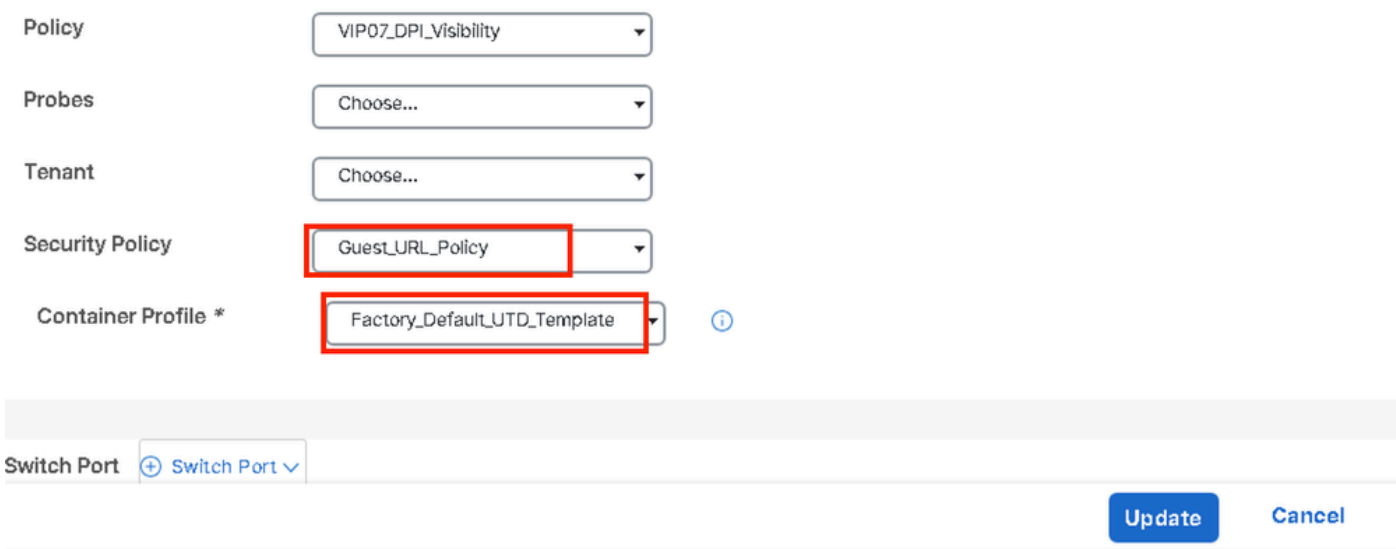 Policy VIP07_DPI_Visibility
Probes Choose...
Tenant Choose...
Security Policy Guest_URL_Policy
Container Profile * Factory_Default_UTD_Template
Switch Port Switch Port
Update Cancel